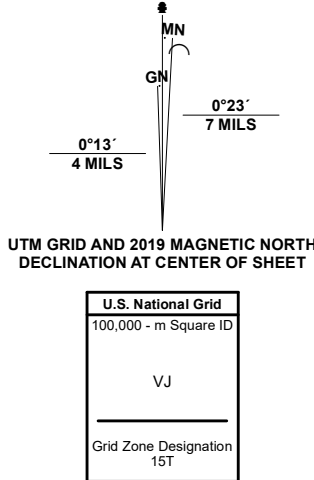 MN
GN
0°23´
7 MILS
0°13´
4 MILS
UTM GRID AND 2019 MAGNETIC NORTH
DECLINATION AT CENTER OF SHEET
U.S. National Grid
100,000 - m Square ID
VJ
Grid Zone Designation
15T